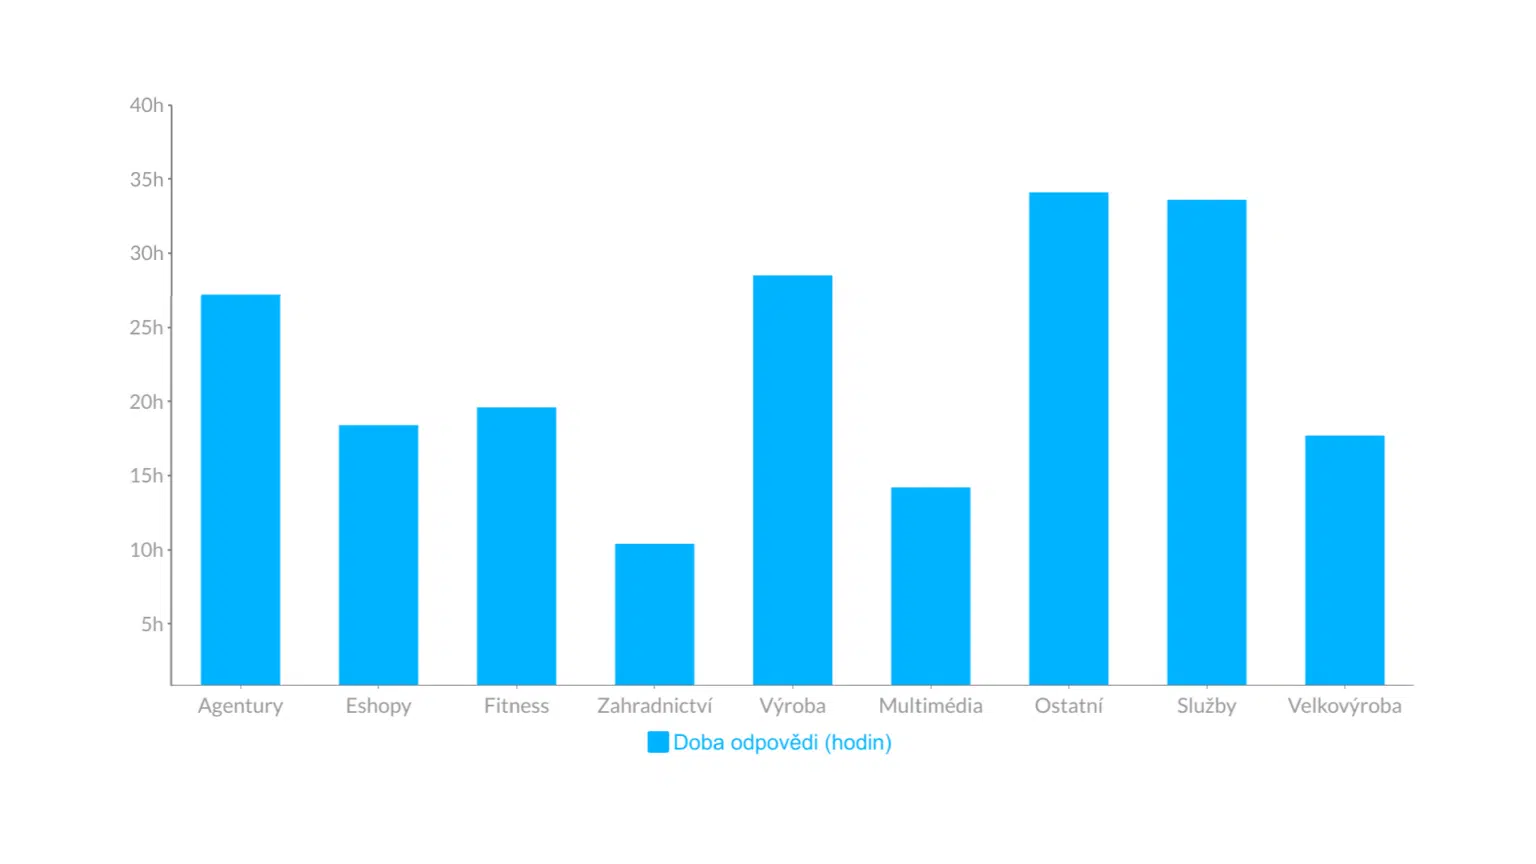 40h
35h
30h
25h
20h
15h
10h
5h
Agentury Eshopy Fitness Zahradnictví Výroba Multimédia Ostatní Služby Velkovýroba
Doba odpovědi (hodin)